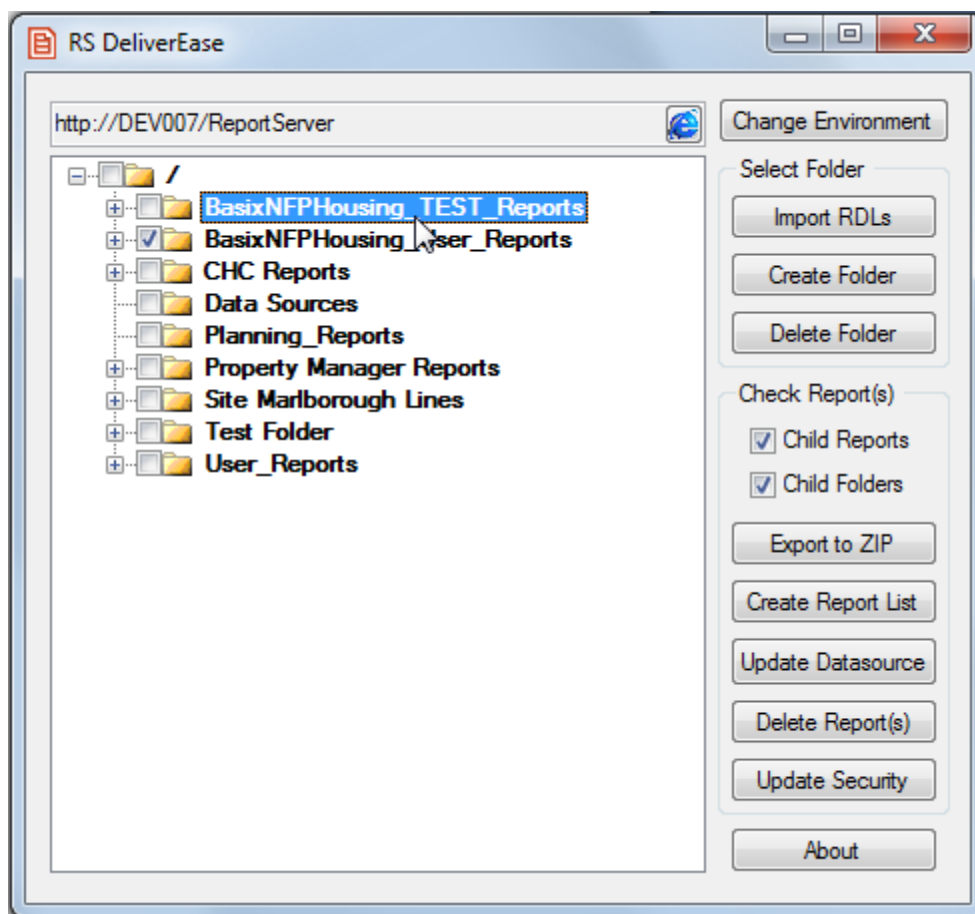 RS DeliverEase
http://DEV007/ReportServer
Change Environment
/
BasixNFPHousing_TEST_Reports
BasixNFPHousing_User_Reports
CHC Reports
Data Sources
Planning_Reports
Property Manager Reports
Site Marlborough Lines
Test Folder
User_Reports
Select Folder
Import RDLs
Create Folder
Delete Folder
Check Report(s)
Child Reports
Child Folders
Export to ZIP
Create Report List
Update Datasource
Delete Report(s)
Update Security
About